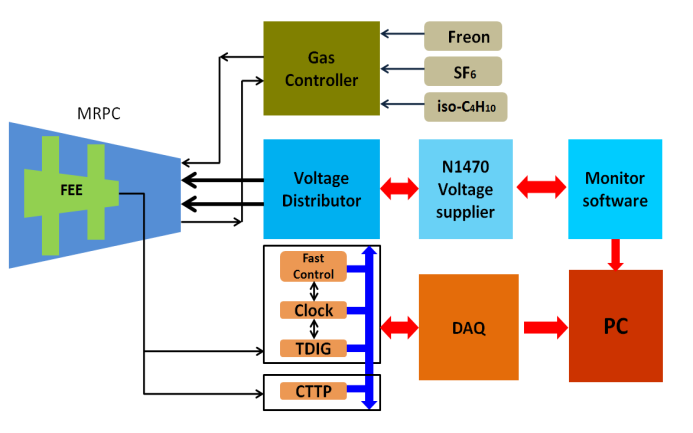 Freon
Gas
Controller
SF6
iso-C4H10
MRPC
FEE
Voltage
Distributor
N1470
Voltage
supplier
Monitor
software
Fast
Control
Clock
TDIG
CTTP
DAQ
PC